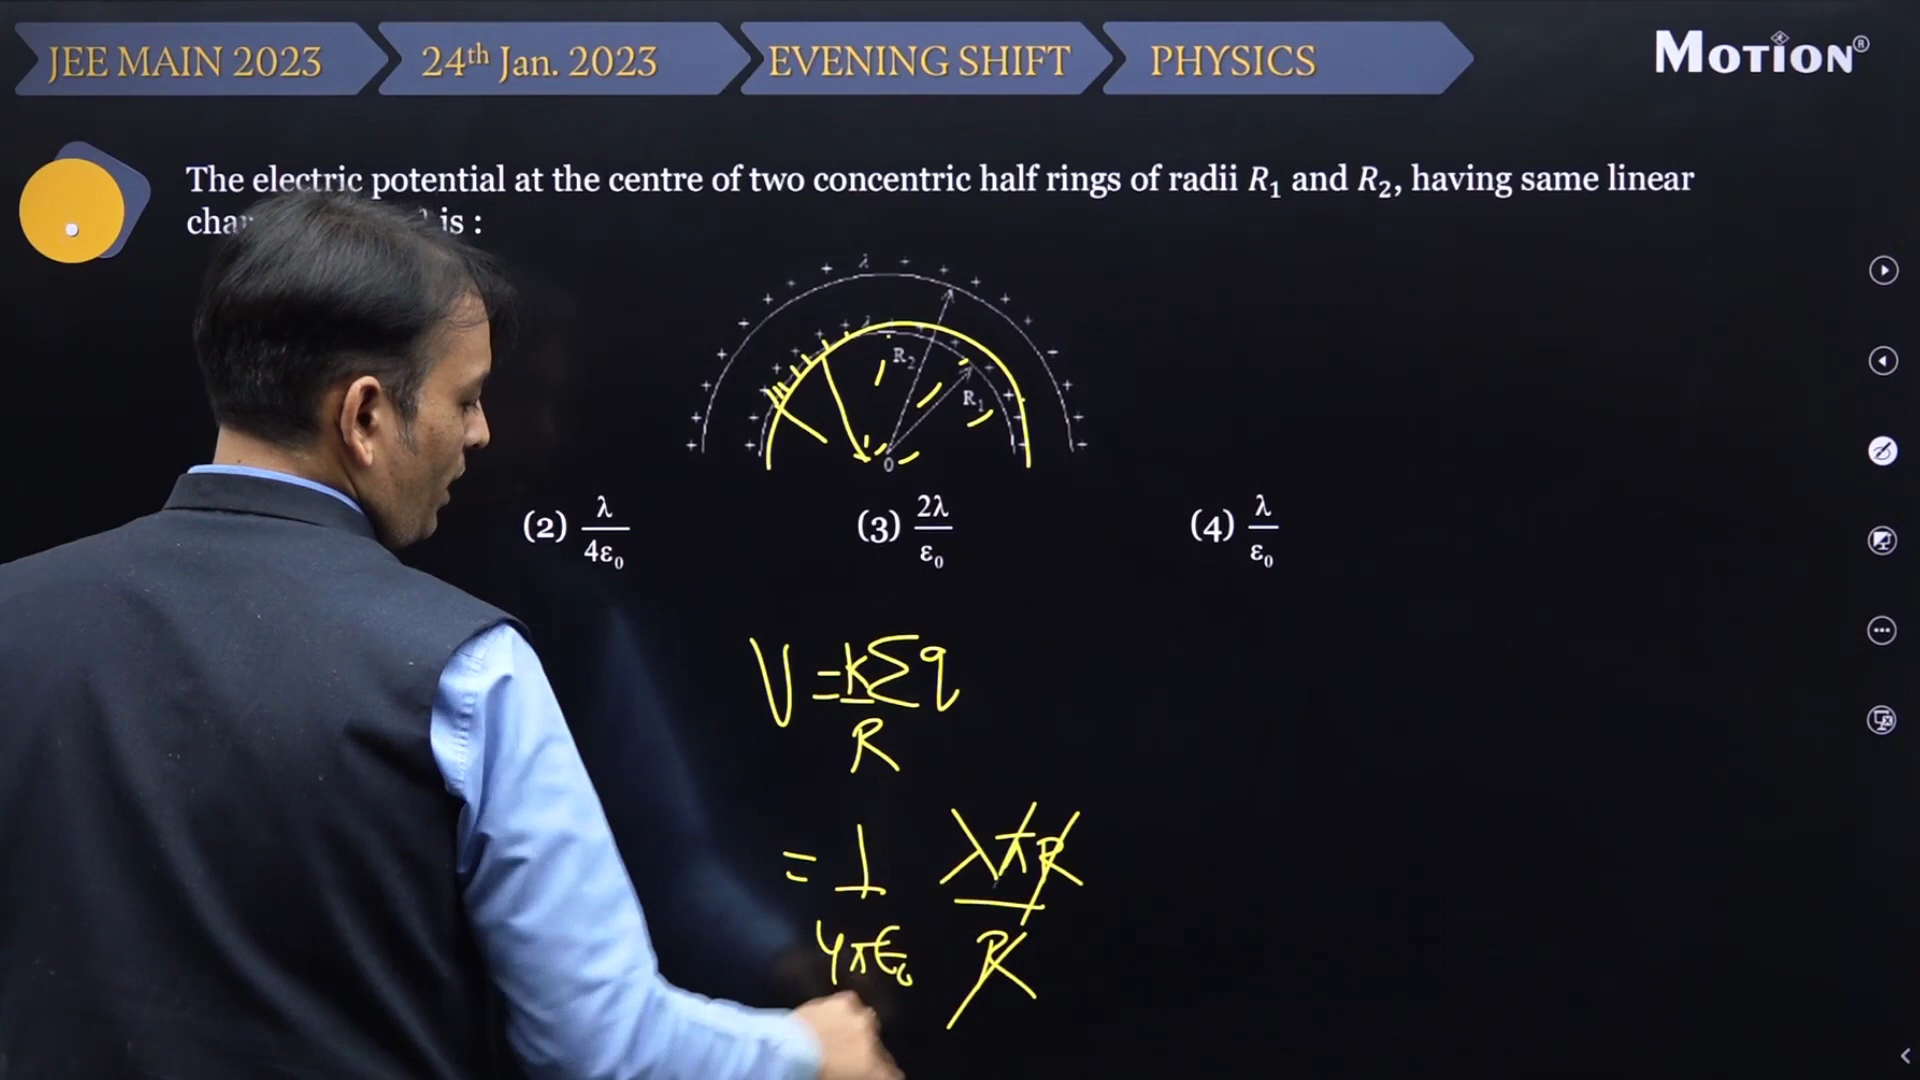 JEE MAIN 2023
24th Jan. 2023
EVENING SHIFT
PHYSICS
MOTION®
The electric potential at the centre of two concentric half rings of radii R₁ and R₂, having same linear
is :
λ
λ
R₂
R₁
0
(2) λ/4ε₀ (3) 2λ/ε₀ (4) λ/ε₀
V = kΣq/R
= 1/4πε₀ λπR/R